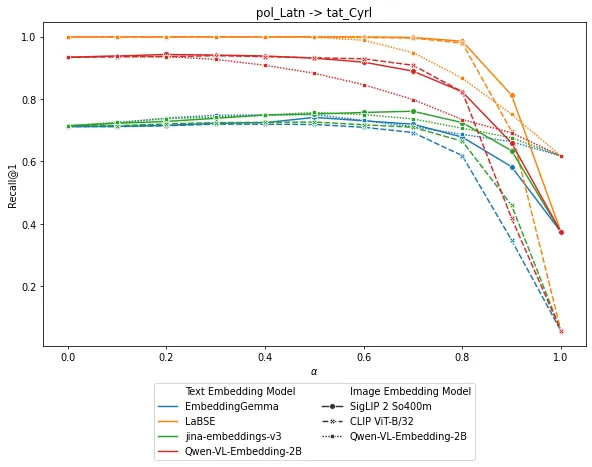 pol_Latn -> tat_Cyrl
Recall@1
1.0
0.8
0.6
0.4
0.2
0.0 0.2 0.4 0.6 0.8 1.0
α
Text Embedding Model
EmbeddingGemma
LaBSE
jina-embeddings-v3
Qwen-VL-Embedding-2B
Image Embedding Model
SigLIP 2 So400m
CLIP ViT-B/32
Qwen-VL-Embedding-2B